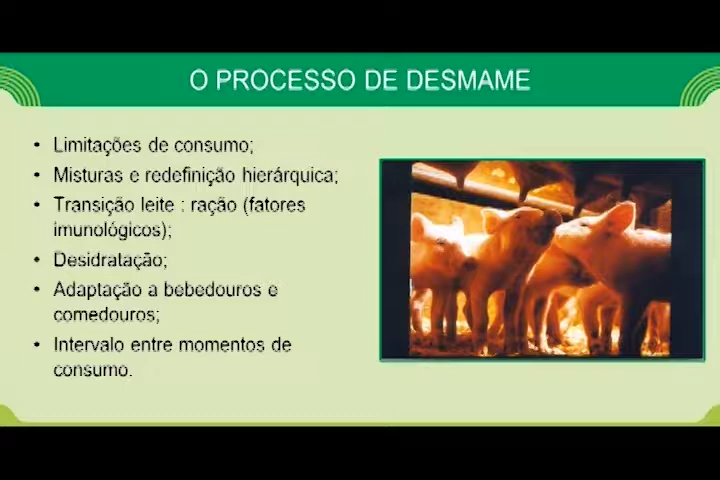 O PROCESSO DE DESMAME
• Limitações de consumo;
• Misturas e redefinição hierárquica;
• Transição leite : ração (fatores
imunológicos);
• Desidratação;
• Adaptação a bebedouros e
comedouros;
• Intervalo entre momentos de
consumo.